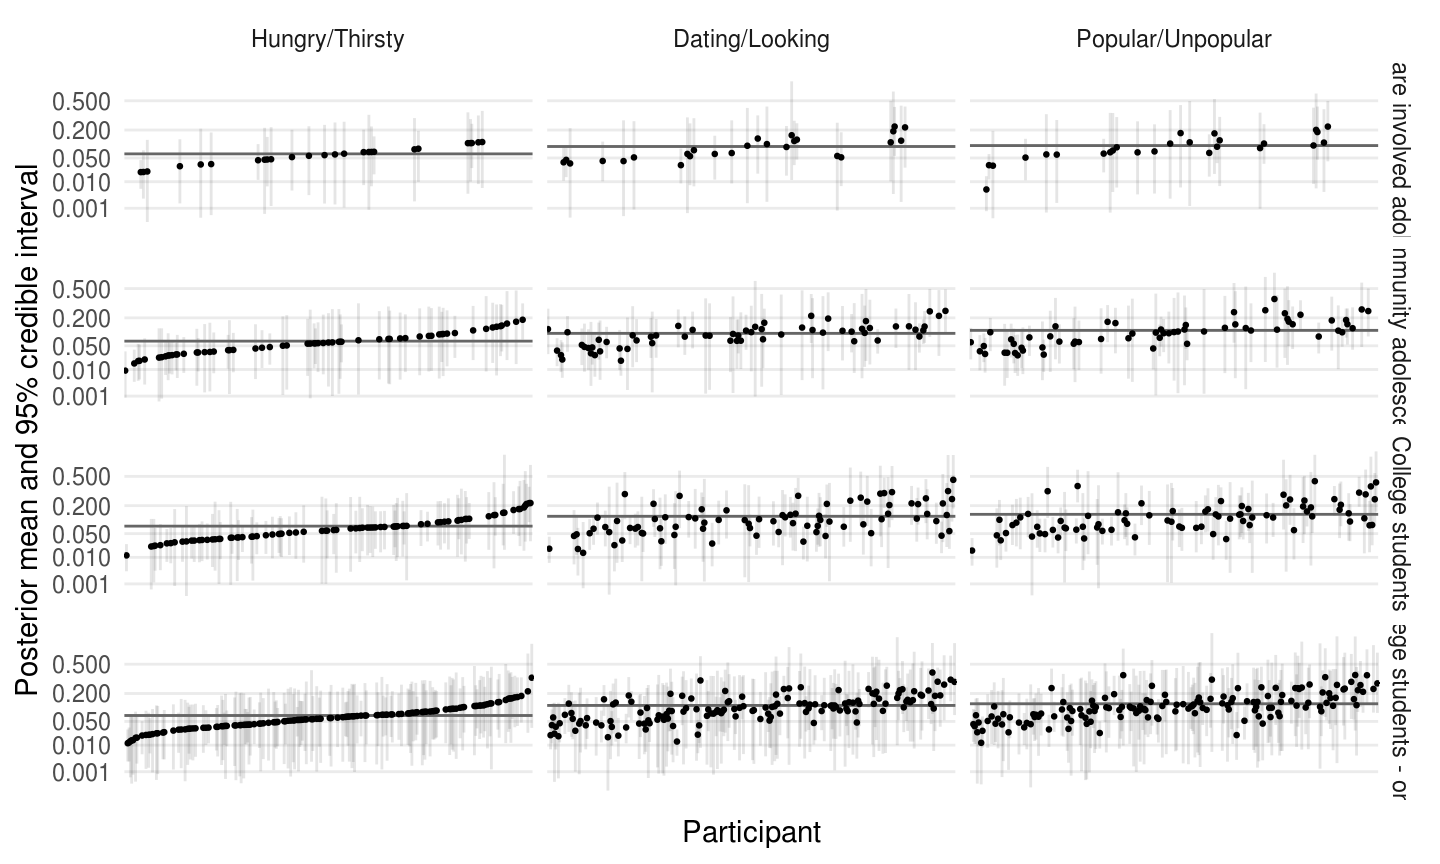 Hungry/Thirsty
Dating/Looking
Popular/Unpopular
Posterior mean and 95% credible interval
0.500
0.200
0.050
0.010
0.001
are involved ado
0.500
0.200
0.050
0.010
0.001
nmunity adolesce
0.500
0.200
0.050
0.010
0.001
College students
0.500
0.200
0.050
0.010
0.001
ege students - or
Participant